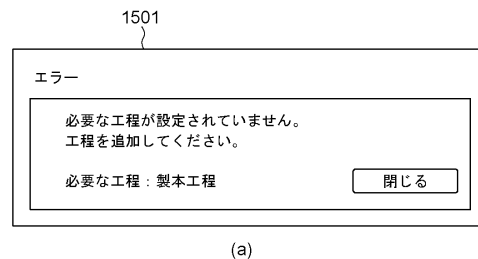 1501
エラー
必要な工程が設定されていません。
工程を追加してください。
必要な工程：製本工程
閉じる
(a)